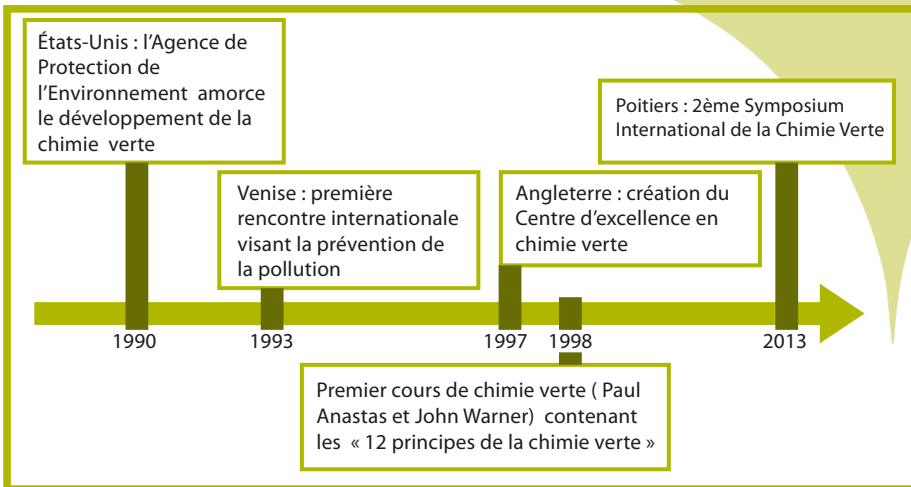 États-Unis : l'Agence de
Protection de
l'Environnement amorce
le développement de la
chimie verte
Venise : première
rencontre internationale
visant la prévention de
la pollution
Angleterre : création du
Centre d'excellence en
chimie verte
Poitiers : 2ème Symposium
International de la Chimie Verte
1990
1993
1997
1998
2013
Premier cours de chimie verte ( Paul
Anastas et John Warner) contenant
les « 12 principes de la chimie verte »